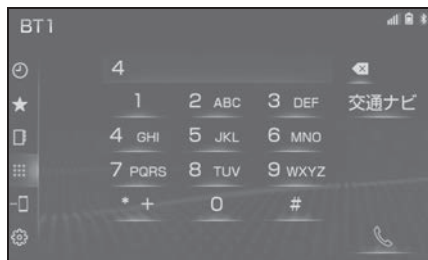 BT1
4
1 2 ABC 3 DEF 交通ナビ
4 GHI 5 JKL 6 MNO
7 PQRS 8 TUV 9 WXYZ
* + 0 #